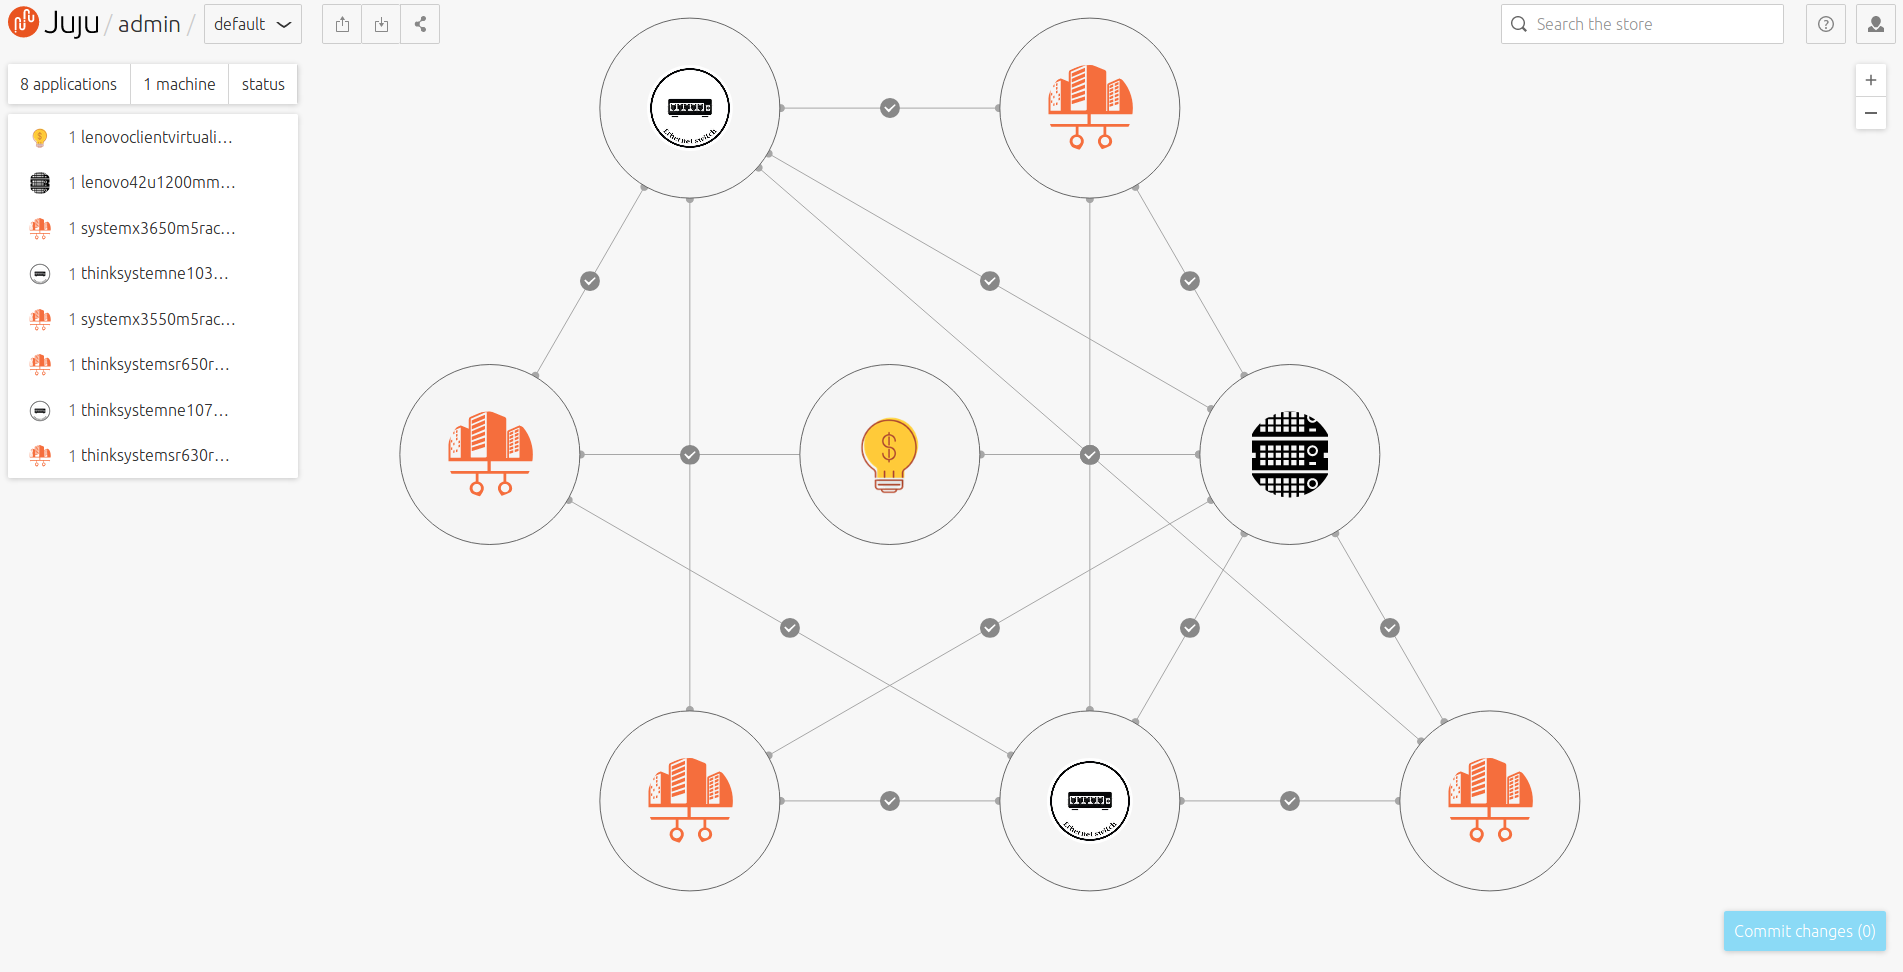 Juju / admin / default
Search the store
8 applications 1 machine status
1 lenovoclientvirtuali...
1 lenovo42u1200mm...
1 systemx3650m5rac...
1 thinksystemne103...
1 systemx3550m5rac...
1 thinksystemsr650r...
1 thinksystemne107...
1 thinksystemsr630r...
Ethernet switch
Ethernet switch
Commit changes (0)